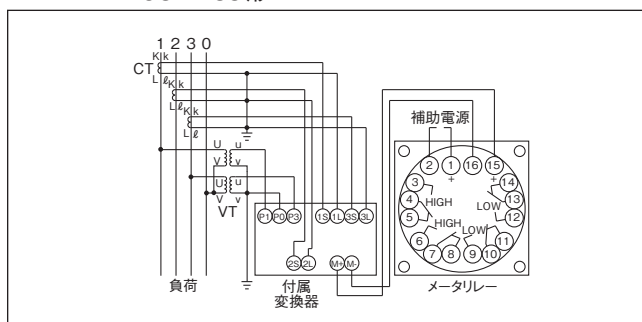 1 2 3 0
K k
CT
L ℓ
K k
L ℓ
K k
L ℓ
U u
V v
U u
V v
VT
P1 P0 P3 1S 1L 3S 3L
2S 2L M+ M-
負荷
付属
変換器
補助電源
2 1 16 15
+ +
3 14
4 HIGH LOW 13
5 12
6 HIGH LOW 11
7 8 9 10
メータリレー